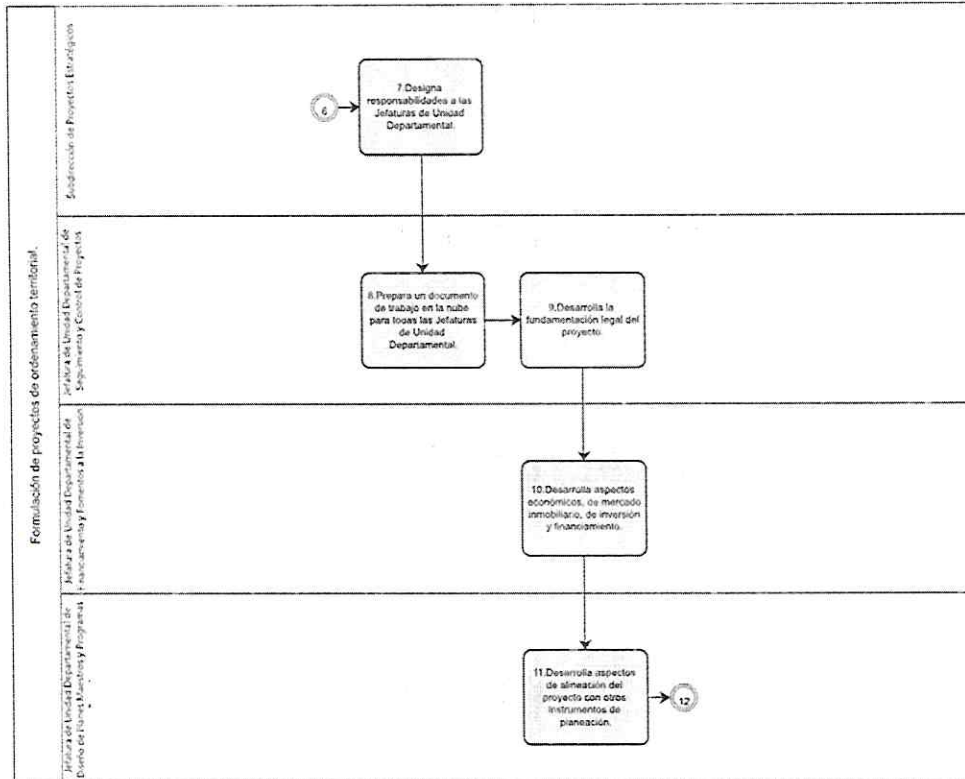 Formulación de proyectos de ordenamiento territorial.
Subdirección de Proyectos Estratégicos
6
7.Designa
responsabilidades a las
Jefaturas de Unidad
Departamental.
Jefatura de Unidad Departamental de
Seguimiento y Control de Proyectos
8.Prepara un documento
de trabajo en la nube
para todas las Jefaturas
de Unidad
Departamental.
9.Desarrolla la
fundamentación legal del
proyecto.
Jefatura de Unidad Departamental de
Financiamiento y Fomentos a la Inversión
10.Desarrolla aspectos
económicos, de mercado
inmobiliario, de inversión
y financiamiento.
Jefatura de Unidad Departamental de
Diseño de Planes Maestros y Programas
11.Desarrolla aspectos
de alineación del
proyecto con otros
instrumentos de
planeación.
12